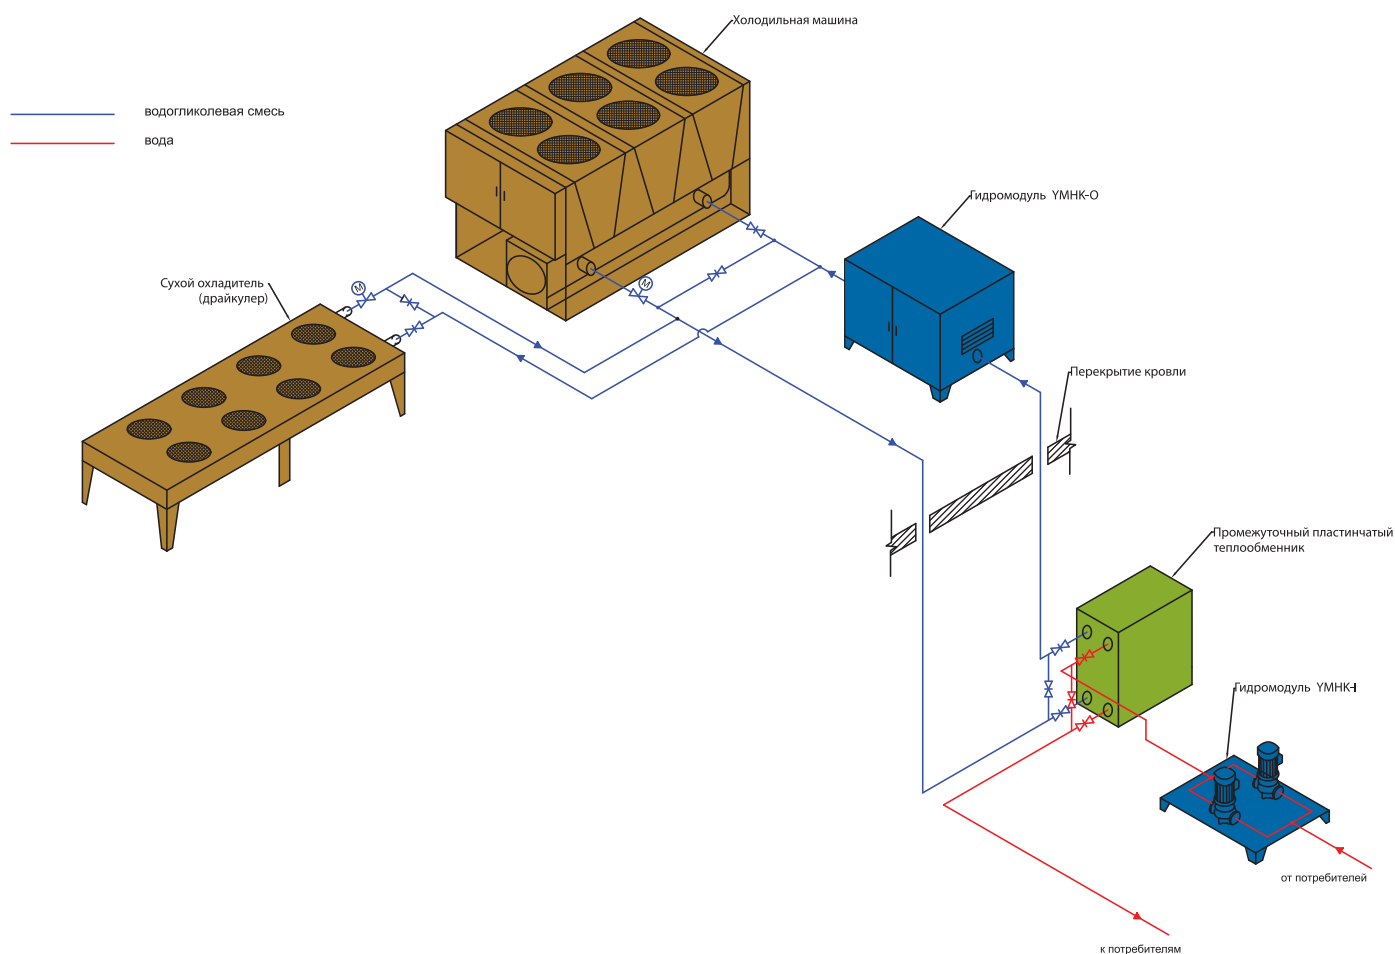 Холодильная машина
водогликолевая смесь
вода
Гидромодуль YMHK-O
Сухой охладитель
(драйкулер)
M
M
Перекрытие кровли
Промежуточный пластинчатый
теплообменник
Гидромодуль YMHK-I
от потребителей
к потребителям